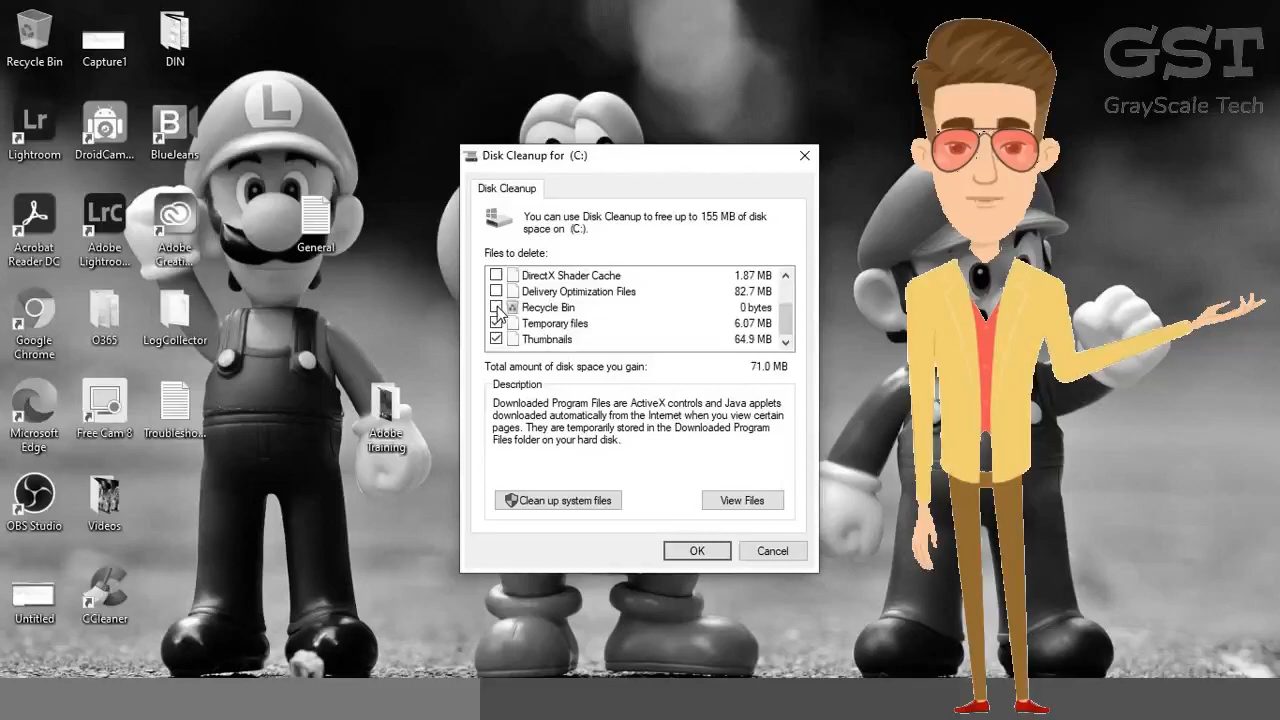 Recycle Bin
Capture1
DIN
Lr
Lightroom
DroidCam...
B
BlueJeans
L
Acrobat
Reader DC
Lrc
Adobe
Lightroo...
Adobe
Creati...
General
Google
Chrome
O365
LogCollector
Microsoft
Edge
Free Cam 8
Troublesho...
Adobe
Training
OBS Studio
Videos
Untitled
CCleaner
Disk Cleanup for (C:)
Disk Cleanup
You can use Disk Cleanup to free up to 155 MB of disk
space on (C:).
Files to delete:
DirectX Shader Cache 1.87 MB
Delivery Optimization Files 82.7 MB
Recycle Bin 0 bytes
Temporary files 6.07 MB
Thumbnails 64.9 MB
Total amount of disk space you gain: 71.0 MB
Description
Downloaded Program Files are ActiveX controls and Java applets
downloaded automatically from the Internet when you view certain
pages. They are temporarily stored in the Downloaded Program
Files folder on your hard disk.
Clean up system files
View Files
OK
Cancel
GST
GrayScale Tech